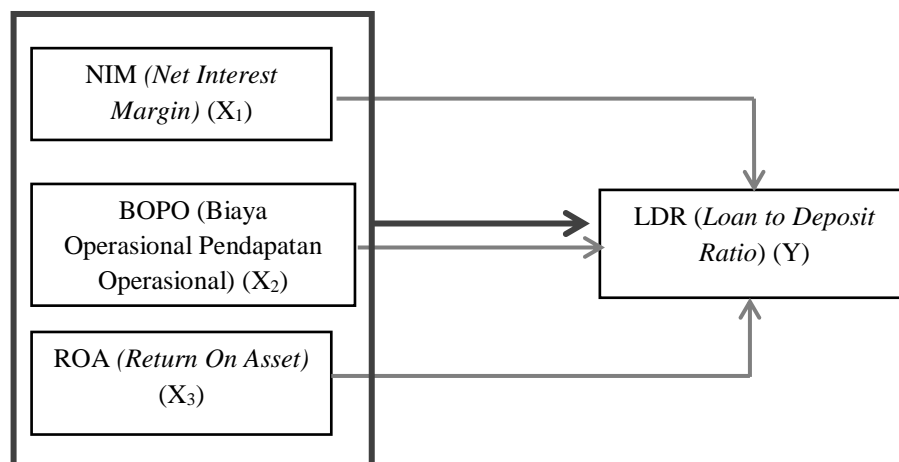 NIM (Net Interest
Margin) (X₁)
BOPO (Biaya
Operasional Pendapatan
Operasional) (X₂)
ROA (Return On Asset)
(X₃)
LDR (Loan to Deposit
Ratio) (Y)